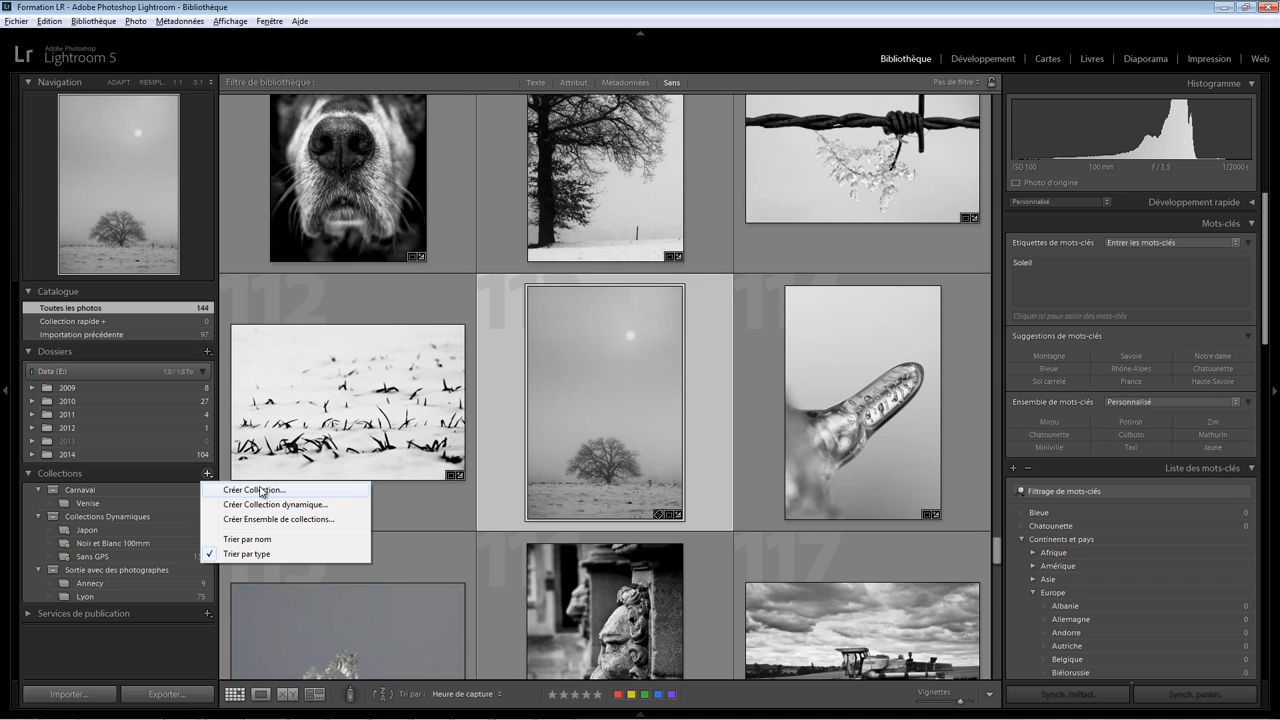 Formation LR - Adobe Photoshop Lightroom - Bibliothèque
Fichier Edition Bibliothèque Photo Métadonnées Affichage Fenêtre Aide
Lr Adobe Photoshop
Lightroom 5
Bibliothèque Développement Cartes Livres Diaporama Impression Web
Navigation ADAPT. REMPL. 1:1 3:1
Filtre de bibliothèque : Texte Attribut Métadonnées Sans Pas de filtre
Histogramme
ISO 100 100 mm ƒ / 3,5 1/2000 s
Photo d'origine
Personnalisé Développement rapide
Mots-clés
Etiquettes de mots-clés Entrer les mots-clés
Soleil
Cliquer ici pour saisir des mots-clés
Suggestions de mots-clés
Montagne Savoie Notre dame
Bleue Rhône-Alpes Chatounette
Sol carrelé France Haute-Savoie
Ensemble de mots-clés Personnalisé
Mirou Potiron Zim
Chatounette Culbuto Mathurin
Miniville Taxi Jaune
Liste des mots-clés
Filtrage de mots-clés
Bleue 0
Chatounette 0
Continents et pays 0
Afrique 0
Amérique 0
Asie 0
Europe 0
Albanie 0
Allemagne 0
Andorre 0
Autriche 0
Belgique 0
Biélorussie 0
Synch. métad. Synch. param.
Catalogue
Toutes les photos 144
Collection rapide + 0
Importation précédente 97
Dossiers
Data (E:) 1,0 / 1,8 To
2009 8
2010 27
2011 4
2012 1
2013 0
2014 104
Collections
Carnaval
Venise
Collections Dynamiques
Japon
Noir et Blanc 100mm
Sans GPS
Sortie avec des photographes
Annecy 9
Lyon 75
Services de publication
Importer... Exporter...
Créer Collection...
Créer Collection dynamique...
Créer Ensemble de collections...
Trier par nom
Trier par type
112
117
Tri par : Heure de capture
Vignettes